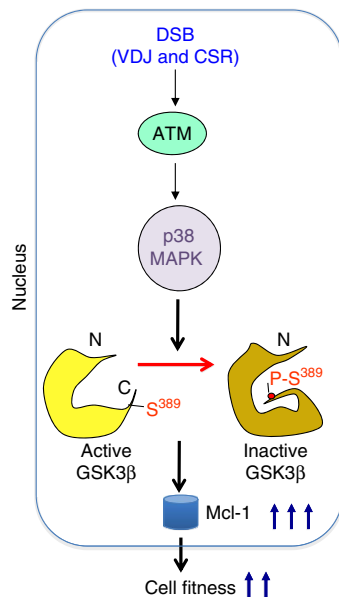 DSB
(VDJ and CSR)
ATM
p38
MAPK
Nucleus
N
N
C
S³⁸⁹
P-S³⁸⁹
Active
GSK3β
Inactive
GSK3β
Mcl-1
Cell fitness